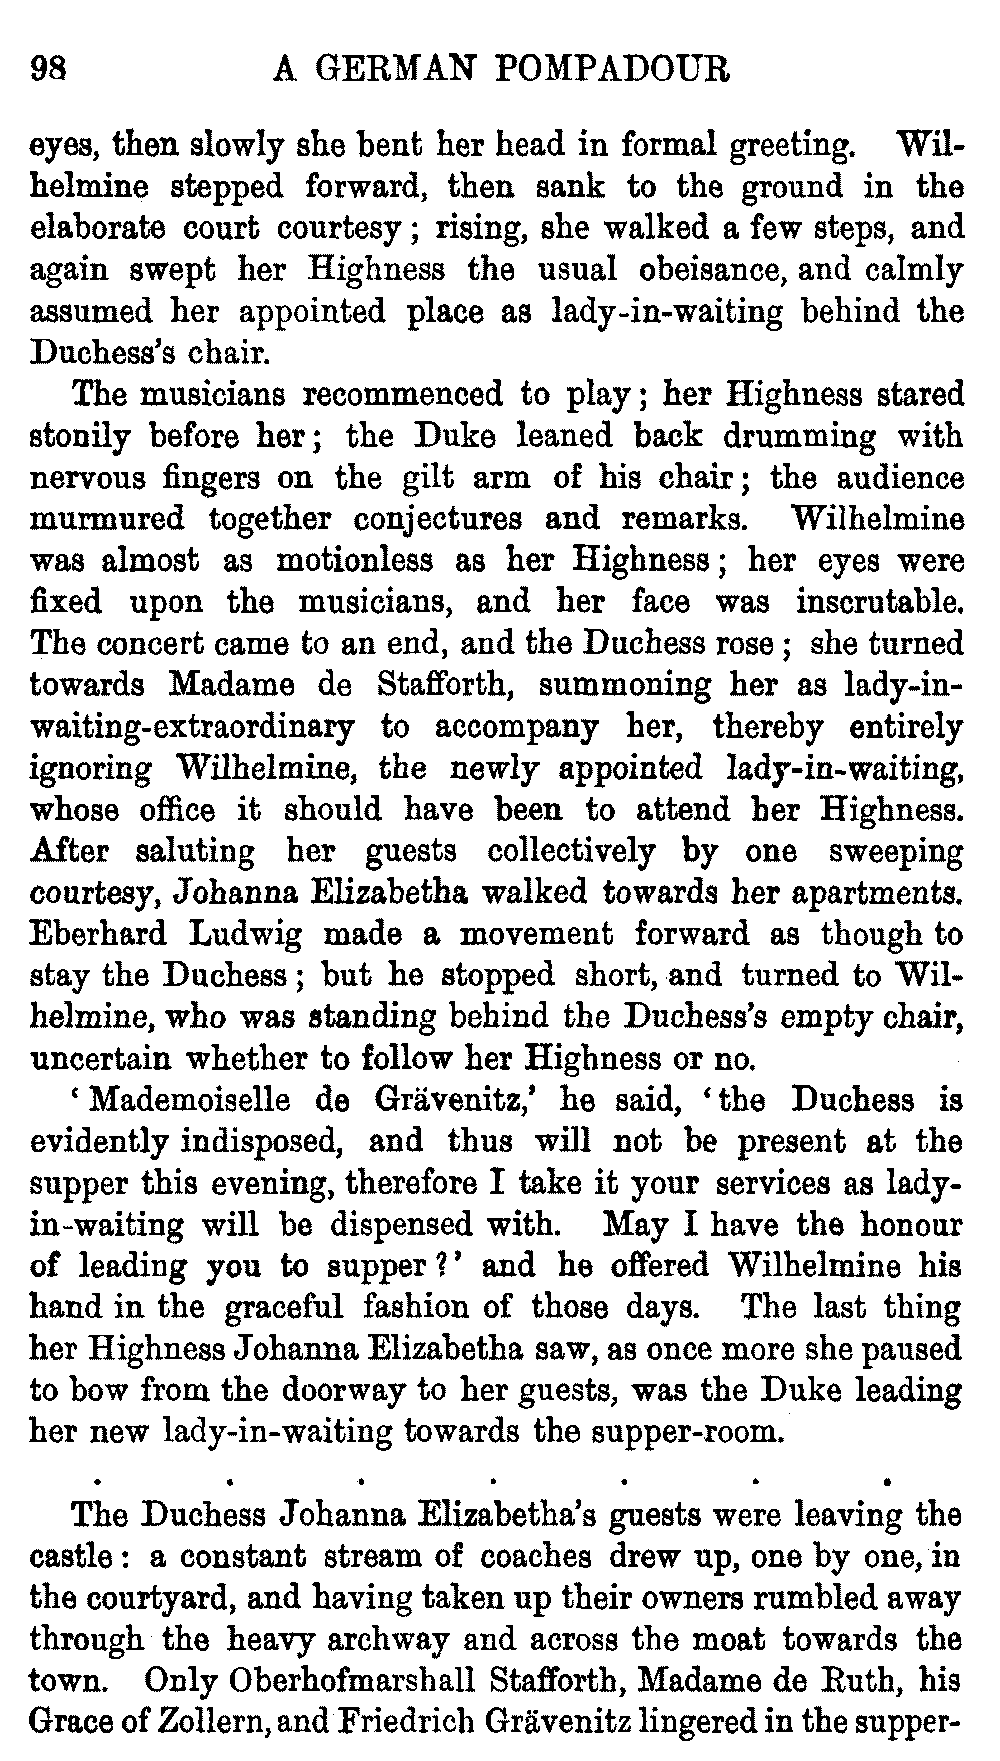 98 A GERMAN POMPADOUR
eyes, then slowly she bent her head in formal greeting. Wil-
helmine stepped forward, then sank to the ground in the
elaborate court courtesy ; rising, she walked a few steps, and
again swept her Highness the usual obeisance, and calmly
assumed her appointed place as lady-in-waiting behind the
Duchess's chair.
The musicians recommenced to play ; her Highness stared
stonily before her ; the Duke leaned back drumming with
nervous fingers on the gilt arm of his chair ; the audience
murmured together conjectures and remarks. Wilhelmine
was almost as motionless as her Highness ; her eyes were
fixed upon the musicians, and her face was inscrutable.
The concert came to an end, and the Duchess rose ; she turned
towards Madame de Stafforth, summoning her as lady-in-
waiting-extraordinary to accompany her, thereby entirely
ignoring Wilhelmine, the newly appointed lady-in-waiting,
whose office it should have been to attend her Highness.
After saluting her guests collectively by one sweeping
courtesy, Johanna Elizabetha walked towards her apartments.
Eberhard Ludwig made a movement forward as though to
stay the Duchess ; but he stopped short, and turned to Wil-
helmine, who was standing behind the Duchess's empty chair,
uncertain whether to follow her Highness or no.
‘ Mademoiselle de Grävenitz,’ he said, ‘ the Duchess is
evidently indisposed, and thus will not be present at the
supper this evening, therefore I take it your services as lady-
in-waiting will be dispensed with. May I have the honour
of leading you to supper ?’ and he offered Wilhelmine his
hand in the graceful fashion of those days. The last thing
her Highness Johanna Elizabetha saw, as once more she paused
to bow from the doorway to her guests, was the Duke leading
her new lady-in-waiting towards the supper-room.
. . . . . . .
The Duchess Johanna Elizabetha's guests were leaving the
castle : a constant stream of coaches drew up, one by one, in
the courtyard, and having taken up their owners rumbled away
through the heavy archway and across the moat towards the
town. Only Oberhofmarshall Stafforth, Madame de Ruth, his
Grace of Zollern, and Friedrich Grävenitz lingered in the supper-